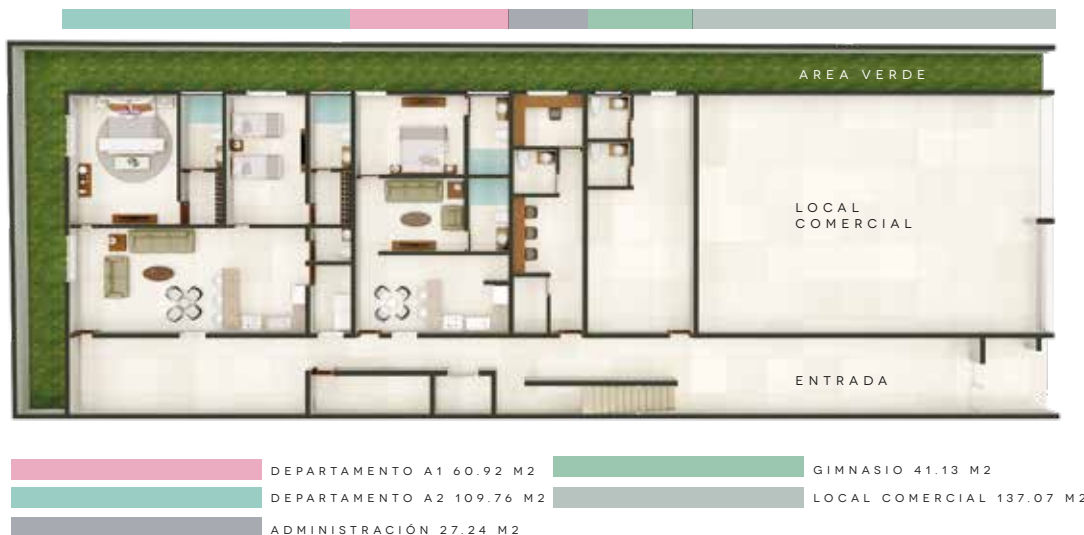 AREA VERDE
LOCAL
COMERCIAL
ENTRADA
DEPARTAMENTO A1 60.92 M2
GIMNASIO 41.13 M2
DEPARTAMENTO A2 109.76 M2
LOCAL COMERCIAL 137.07 M2
ADMINISTRACIÓN 27.24 M2